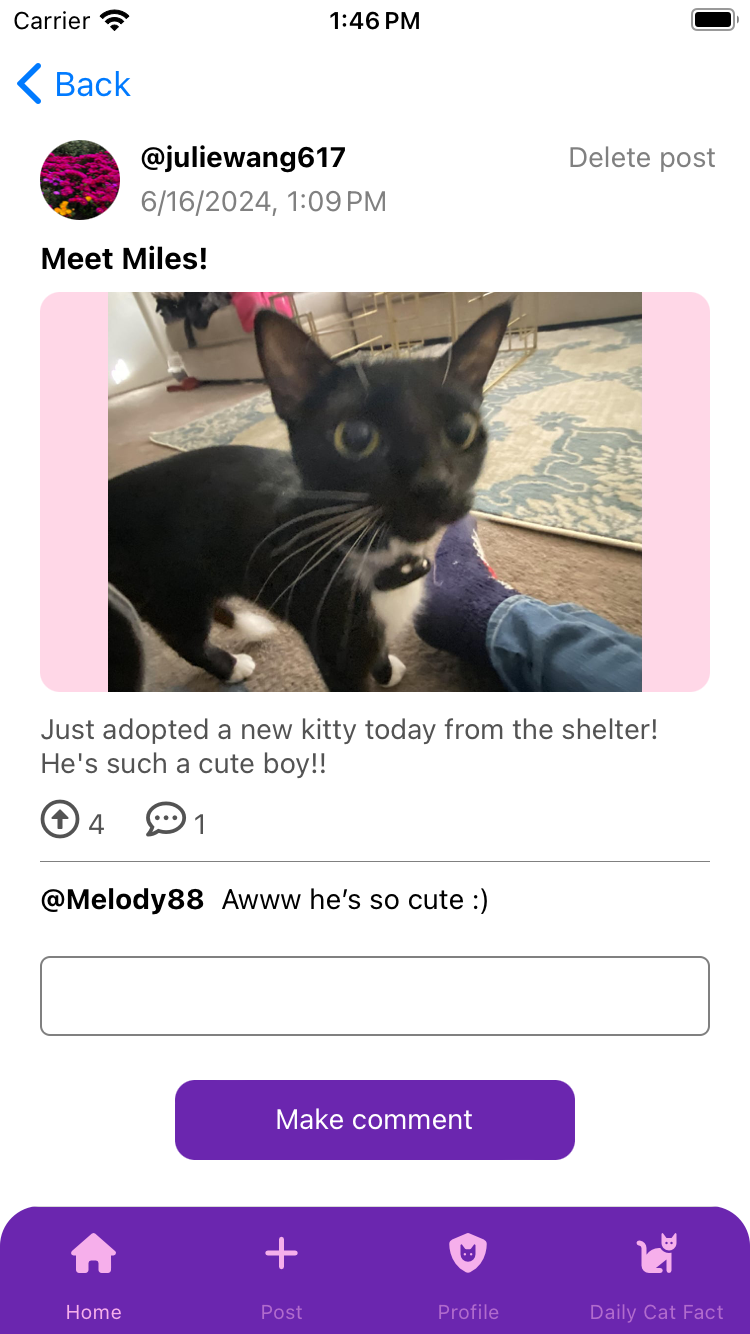 Carrier 1:46 PM
Back
@juliewang617 Delete post
6/16/2024, 1:09 PM
Meet Miles!
Just adopted a new kitty today from the shelter!
He's such a cute boy!!
4 1
@Melody88 Awww he’s so cute :)
Make comment
Home Post Profile Daily Cat Fact